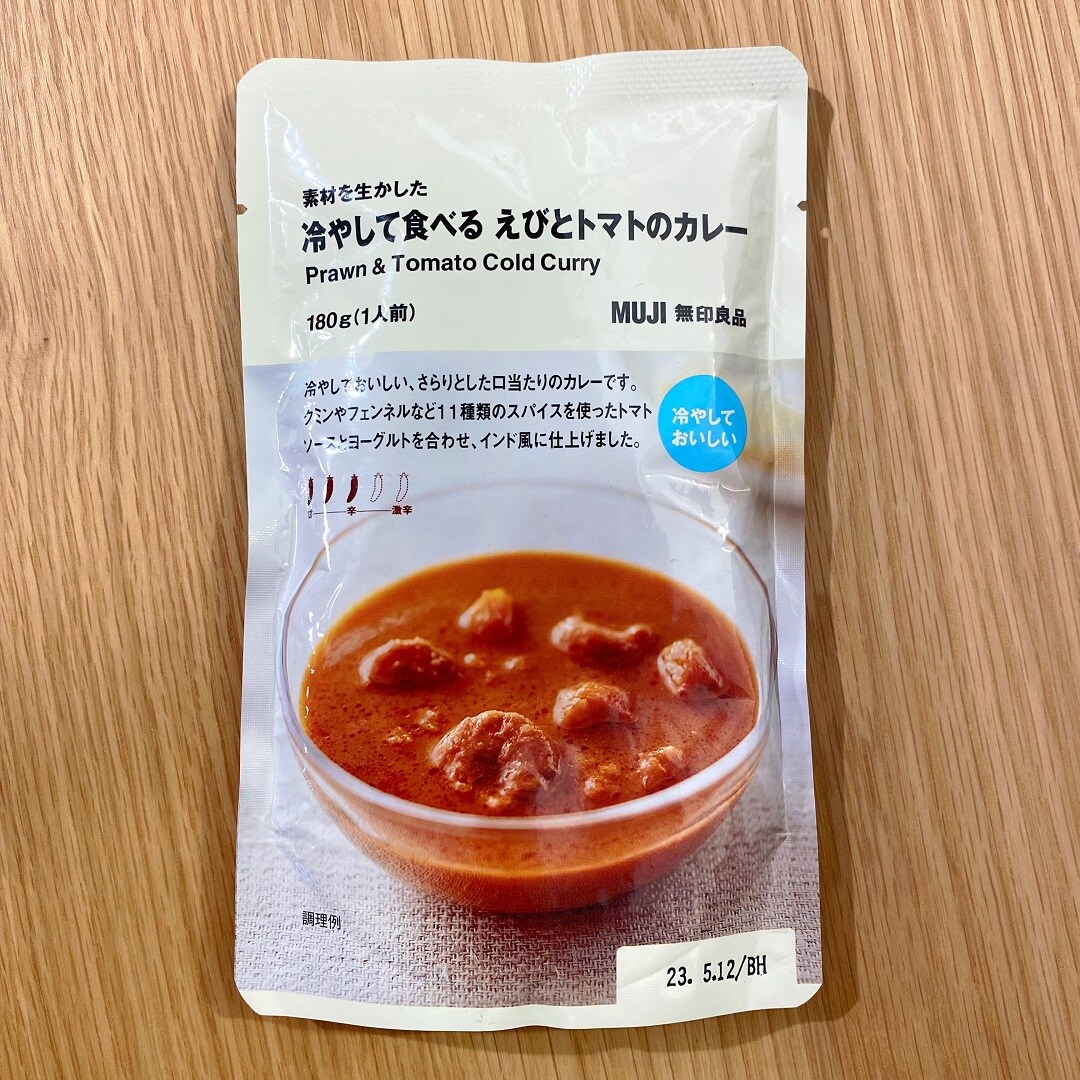 素材を生かした
冷やして食べる えびとトマトのカレー
Prawn & Tomato Cold Curry
180g(1人前)
MUJI 無印良品
冷やしておいしい、さらりとした口当たりのカレーです。
クミンやフェンネルなど11種類のスパイスを使ったトマト
ソースとヨーグルトを合わせ、インド風に仕上げました。
冷やして
おいしい
辛 激辛
調理例
23. 5.12/BH